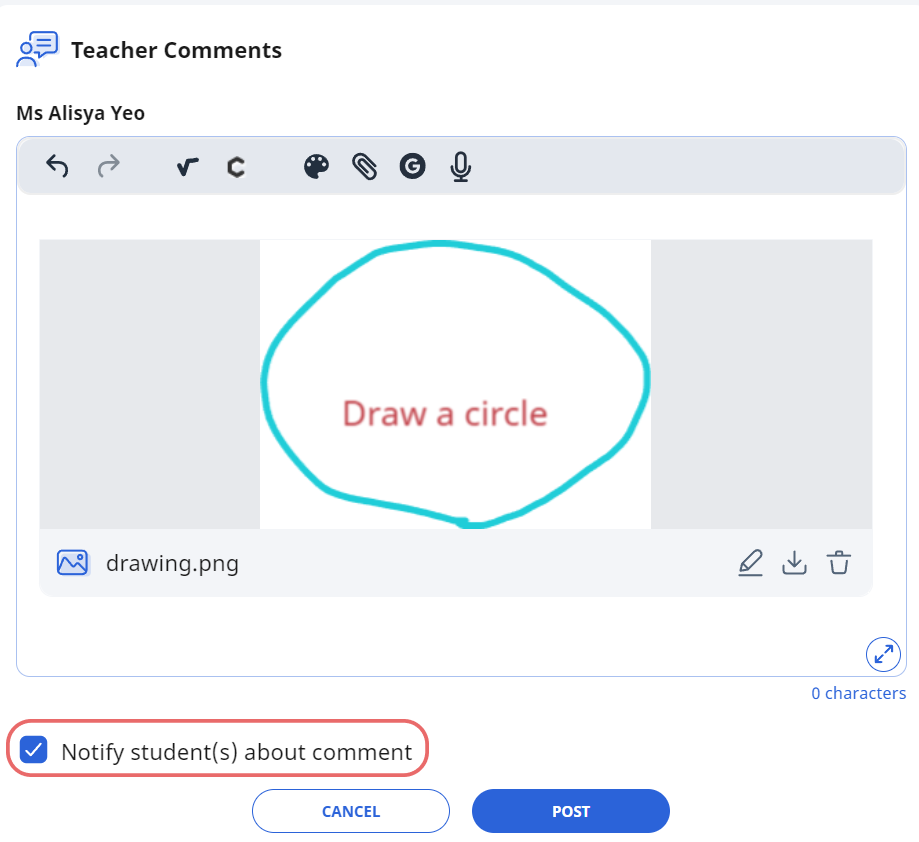 Teacher Comments
Ms Alisya Yeo
Draw a circle
drawing.png
0 characters
Notify student(s) about comment
CANCEL
POST